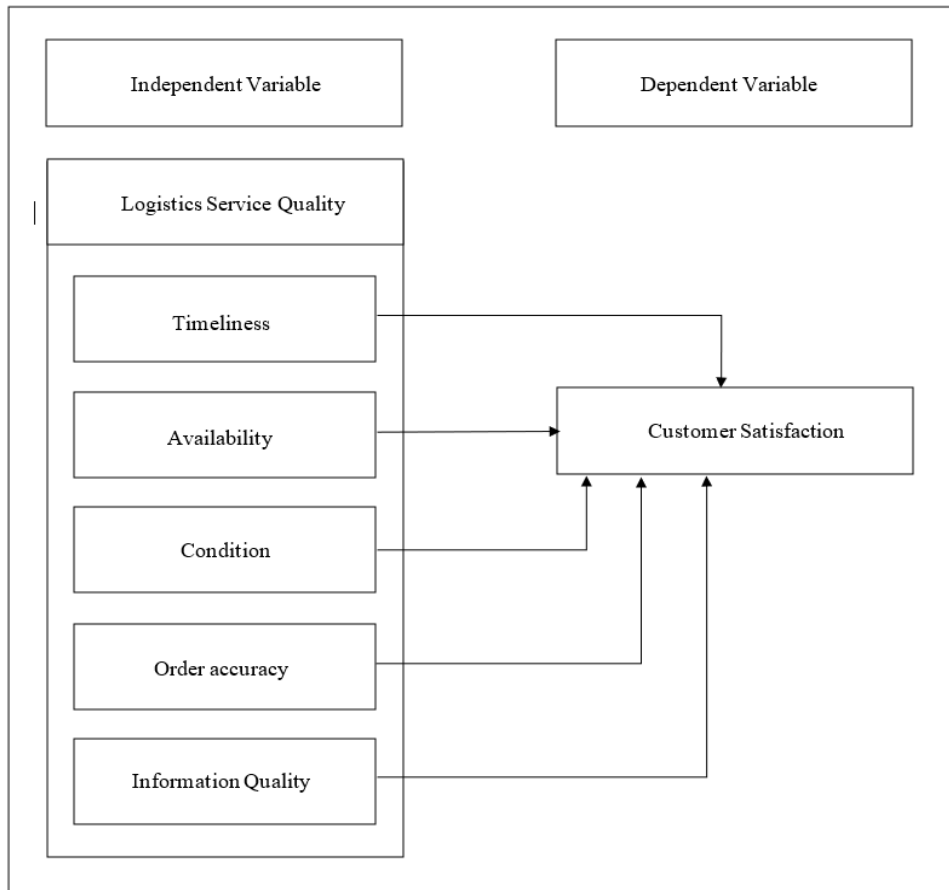 Independent Variable
Dependent Variable
Logistics Service Quality
Timeliness
Availability
Customer Satisfaction
Condition
Order accuracy
Information Quality